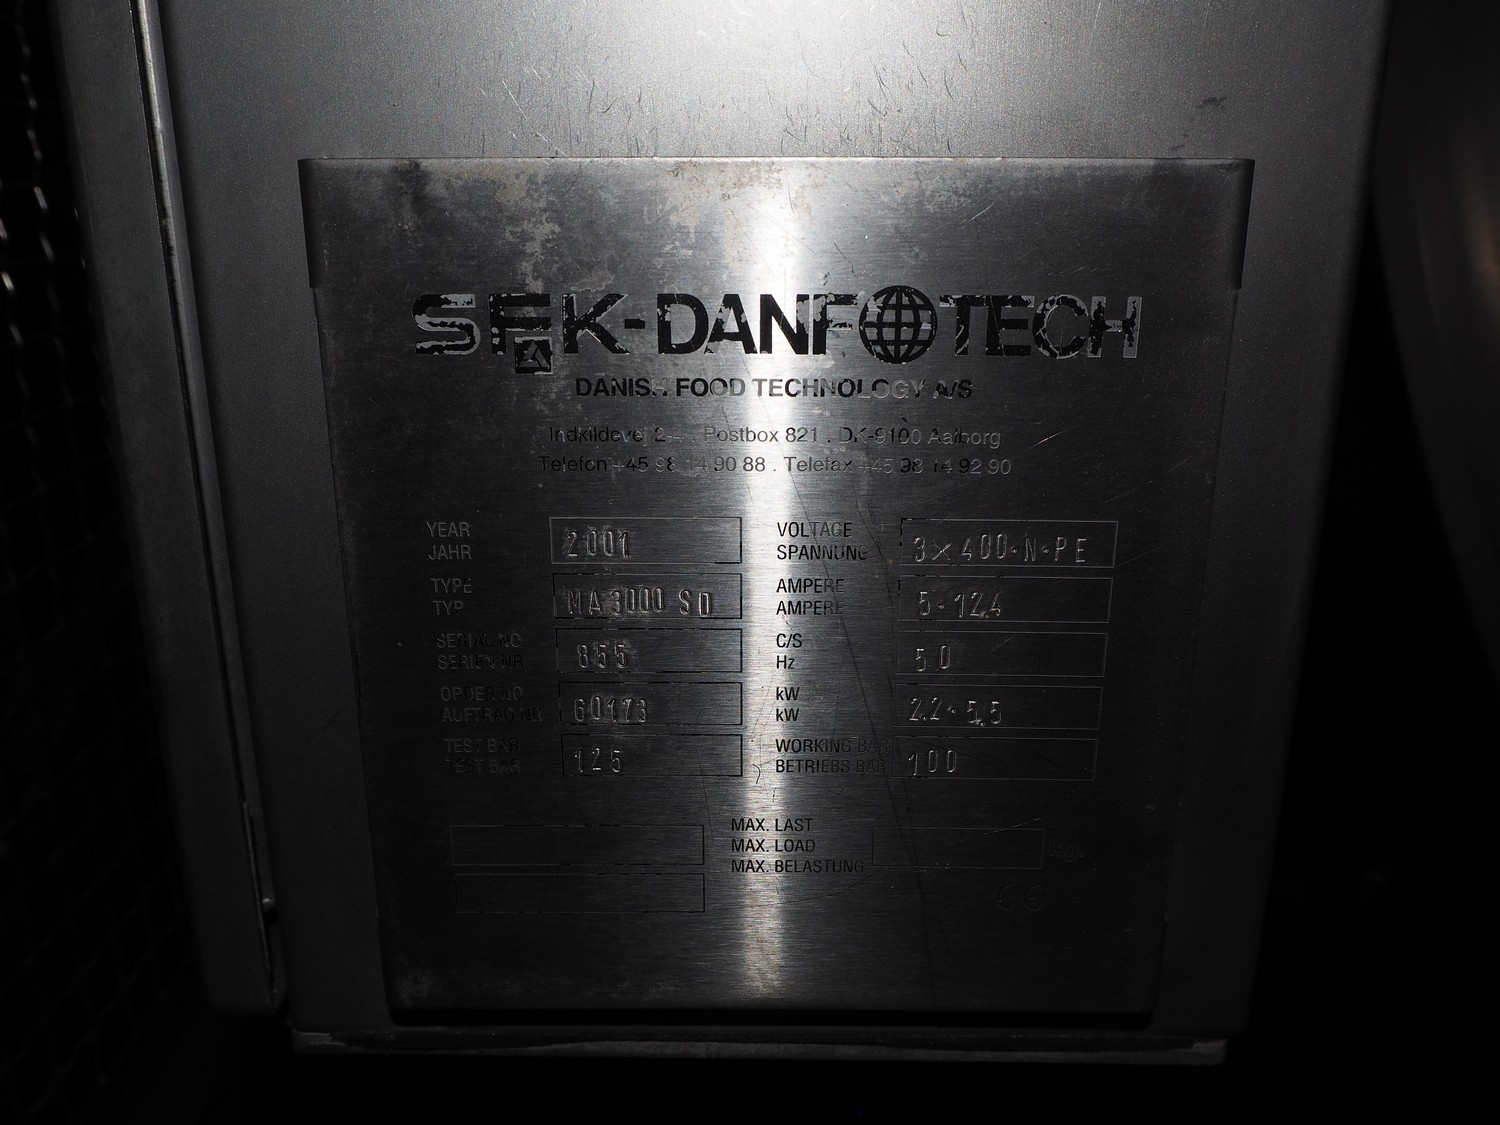 SFK-DANFOTECH
DANISH FOOD TECHNOLOGY A/S
Indkildevej 2-4 . Postbox 821 . DK-9100 Aalborg
Telefon +45 98 14 90 88 . Telefax +45 98 14 92 90
YEAR 2001 VOLTAGE 3×400-N-PE
JAHR SPANNUNG
TYPE MA3000 SD AMPERE 5-12.4
TYP AMPERE
SERIAL NO 855 C/S 50
SERIEN NR Hz
ORDER NO 60173 kW 2.2-5.5
AUFTRAG NR kW
TEST BAR 125 WORKING BAR 100
TEST BAR BETRIEBS BAR
MAX. LAST
MAX. LOAD
MAX. BELASTUNG
CE